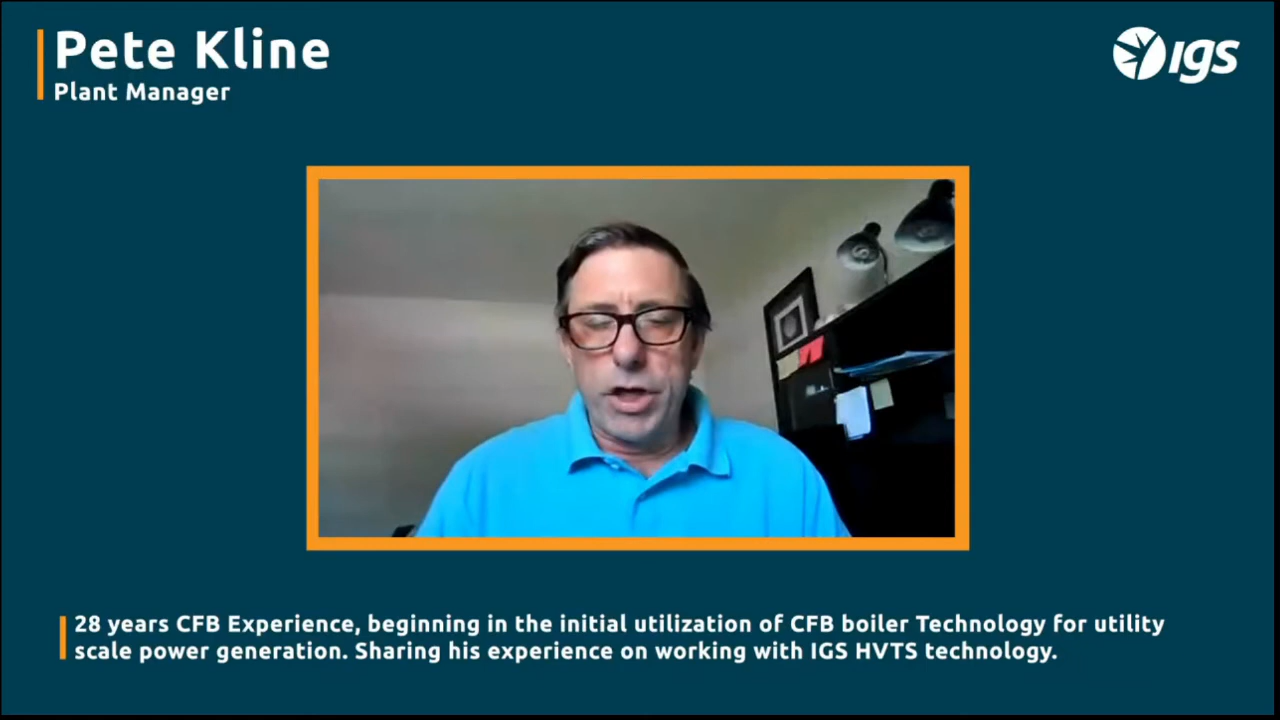 Pete Kline
Plant Manager
IGS
28 years CFB Experience, beginning in the initial utilization of CFB boiler Technology for utility
scale power generation. Sharing his experience on working with IGS HVTS technology.